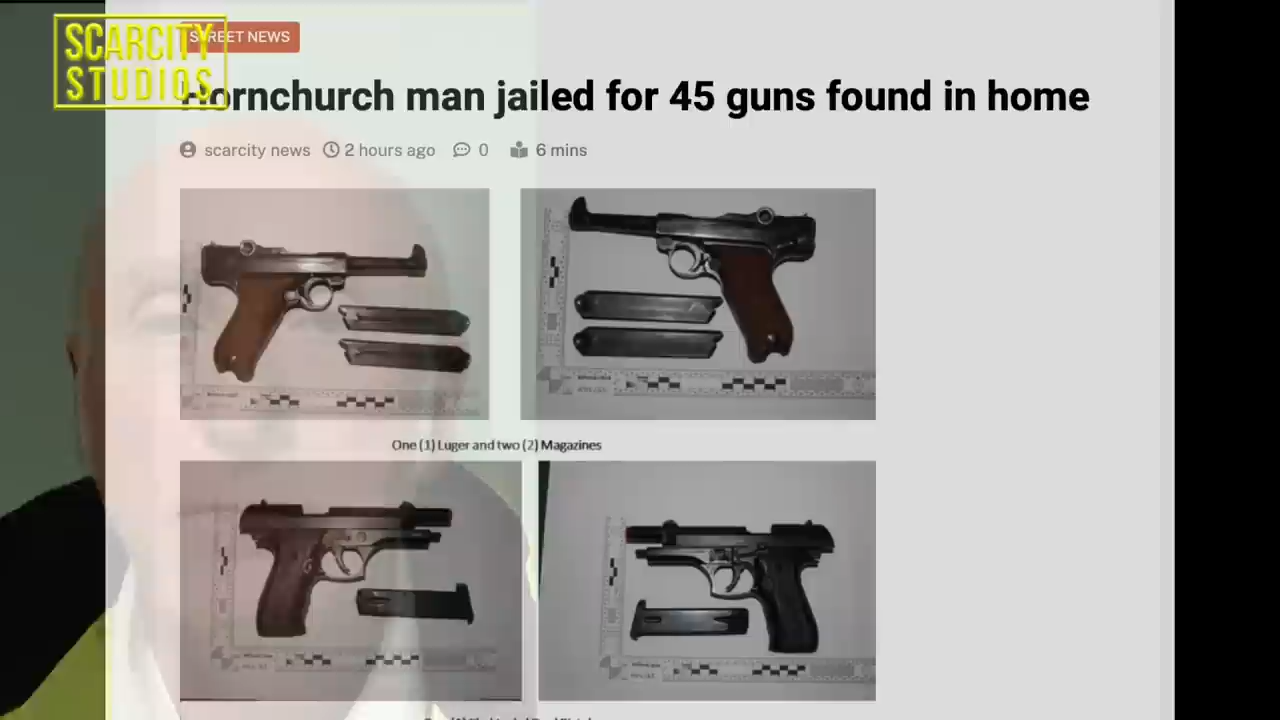 SCARCITY
STUDIOS
STREET NEWS
Hornchurch man jailed for 45 guns found in home
scarcity news 2 hours ago 0 6 mins
One (1) Luger and two (2) Magazines